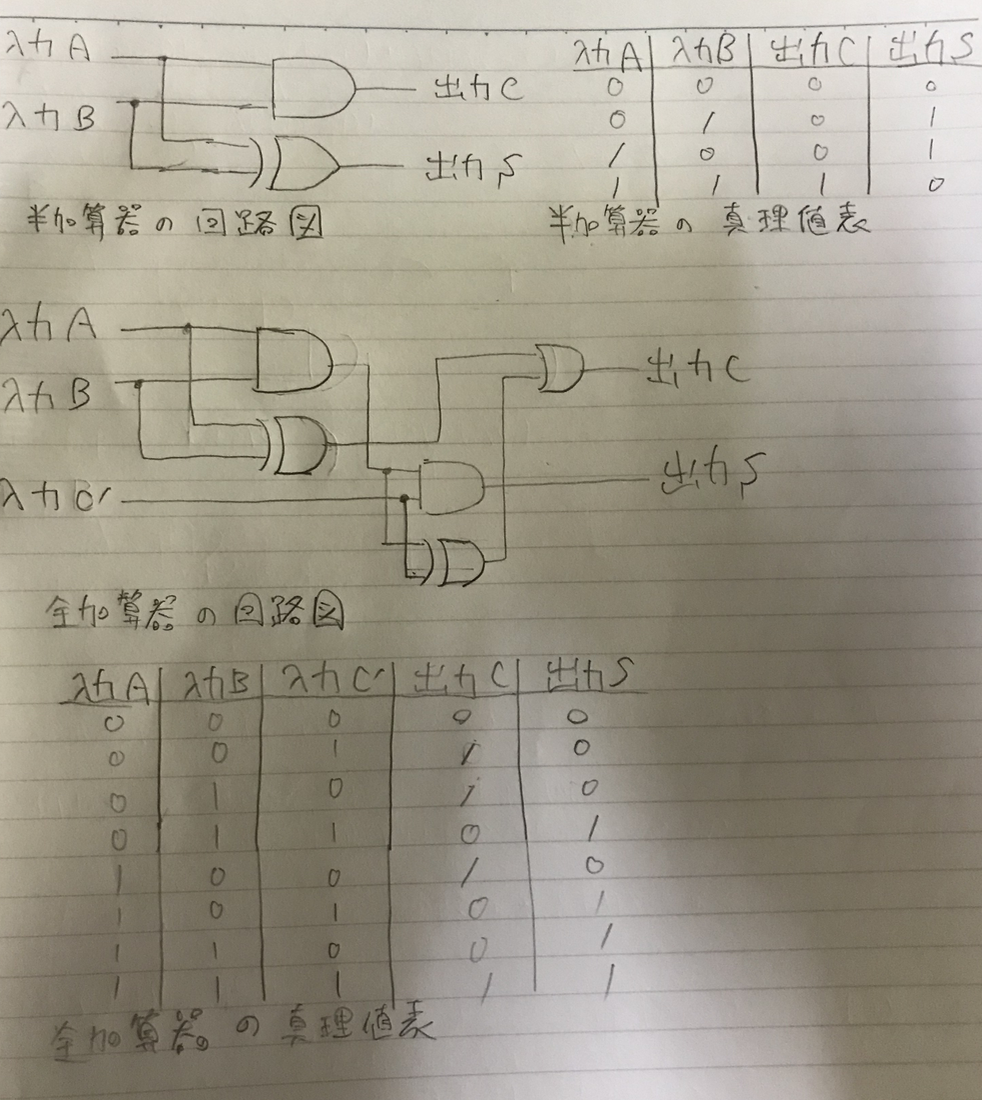 入力A
入力B
出力C
出力S
半加算器の回路図
入力A 入力B 出力C 出力S
0 0 0 0
0 1 0 1
1 0 0 1
1 1 1 0
半加算器の真理値表
入力A
入力B
入力C'
出力C
出力S
全加算器の回路図
入力A 入力B 入力C' 出力C 出力S
0 0 0 0 0
0 0 1 1 0
0 1 0 1 0
0 1 1 0 1
1 0 0 1 0
1 0 1 0 1
1 1 0 0 1
1 1 1 1 1
全加算器の真理値表